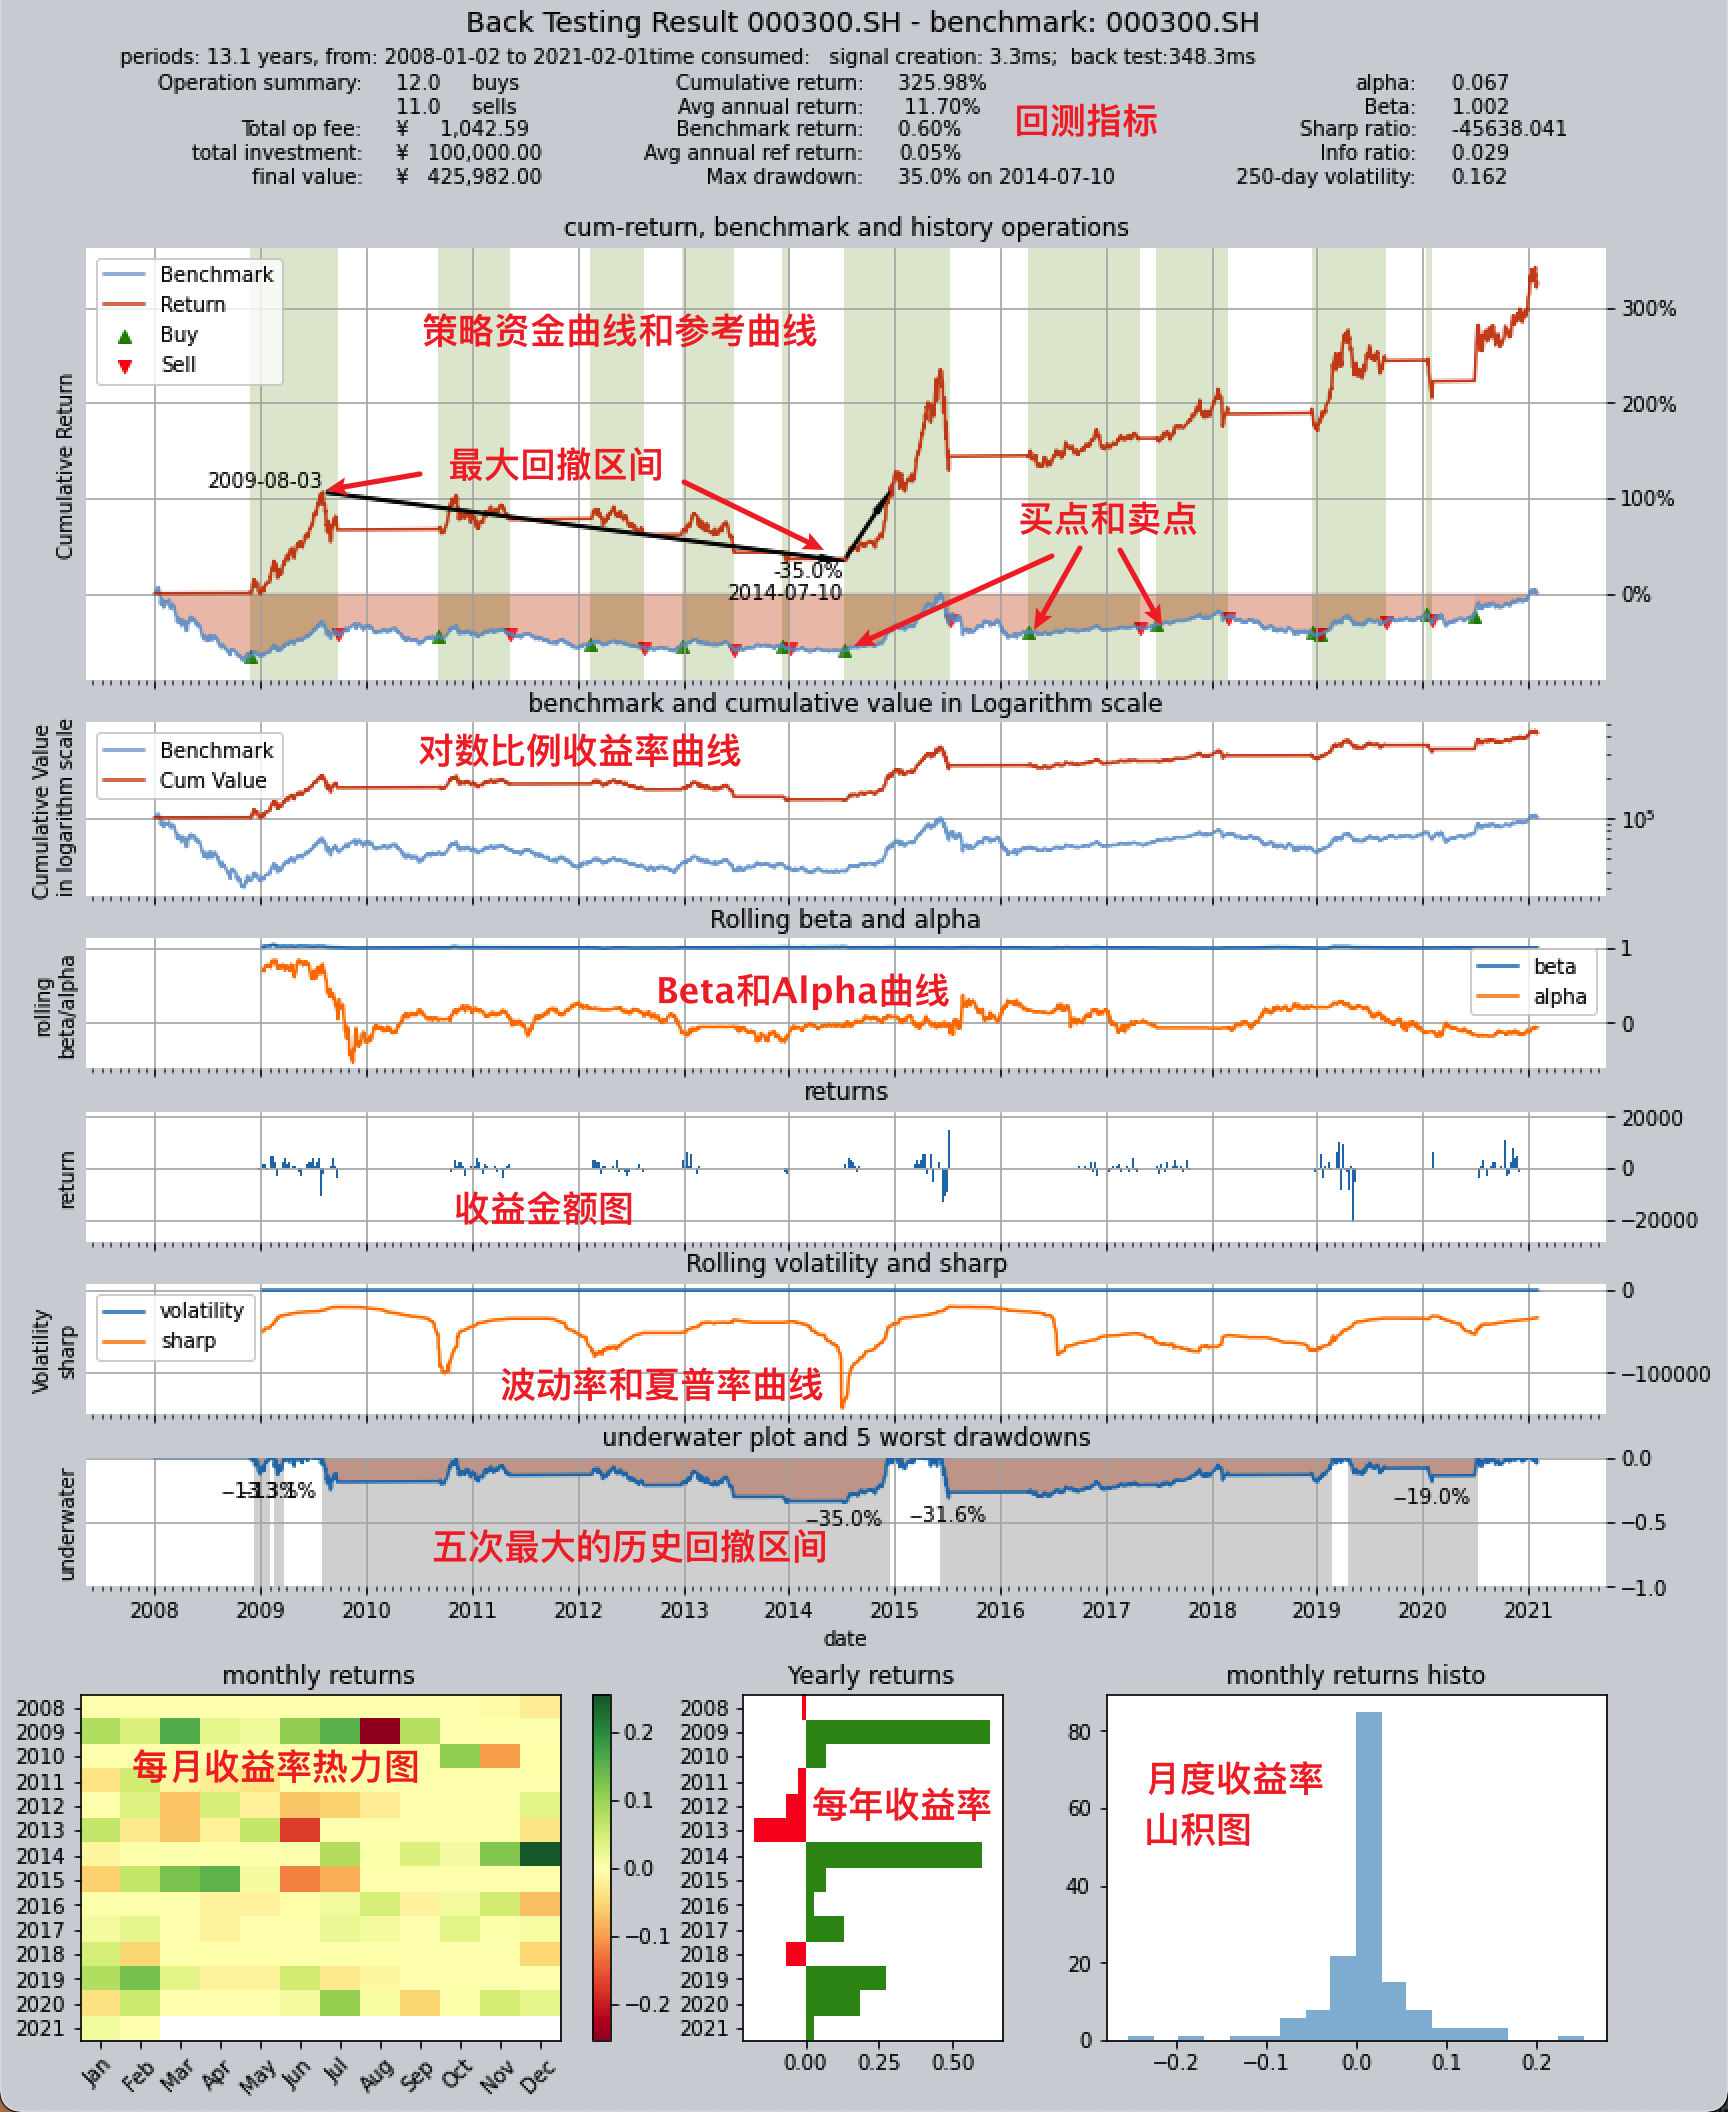 Back Testing Result 000300.SH - benchmark: 000300.SH
periods: 13.1 years, from: 2008-01-02 to 2021-02-01time consumed:   signal creation: 3.3ms;  back test:348.3ms
Operation summary: 12.0 buys Cumulative return: 325.98% alpha: 0.067
11.0 sells Avg annual return: 11.70% Beta: 1.002
Total op fee: ¥ 1,042.59 Benchmark return: 0.60% Sharp ratio: -45638.041
total investment: ¥ 100,000.00 Avg annual ref return: 0.05% Info ratio: 0.029
final value: ¥ 425,982.00 Max drawdown: 35.0% on 2014-07-10 250-day volatility: 0.162
回测指标
cum-return, benchmark and history operations
Benchmark
Return
Buy
Sell
策略资金曲线和参考曲线
最大回撤区间
2009-08-03
买点和卖点
-35.0%
2014-07-10
Cumulative Return
300%
200%
100%
0%
benchmark and cumulative value in Logarithm scale
Benchmark
Cum Value
对数比例收益率曲线
Cumulative Value
in logarithm scale
10⁵
Rolling beta and alpha
Beta和Alpha曲线
beta
alpha
rolling
beta/alpha
1
0
returns
收益金额图
return
20000
0
−20000
Rolling volatility and sharp
volatility
sharp
波动率和夏普率曲线
Volatility
sharp
0
−100000
underwater plot and 5 worst drawdowns
−35.0%
−31.6%
−19.0%
五次最大的历史回撤区间
underwater
0.0
−0.5
−1.0
2008 2009 2010 2011 2012 2013 2014 2015 2016 2017 2018 2019 2020 2021
date
monthly returns
每月收益率热力图
2008
2009
2010
2011
2012
2013
2014
2015
2016
2017
2018
2019
2020
2021
Jan Feb Mar Apr May Jun Jul Aug Sep Oct Nov Dec
0.2
0.1
0.0
−0.1
−0.2
Yearly returns
每年收益率
2008
2009
2010
2011
2012
2013
2014
2015
2016
2017
2018
2019
2020
2021
0.00 0.25 0.50
monthly returns histo
月度收益率
山积图
80
60
40
20
0
−0.2 −0.1 0.0 0.1 0.2